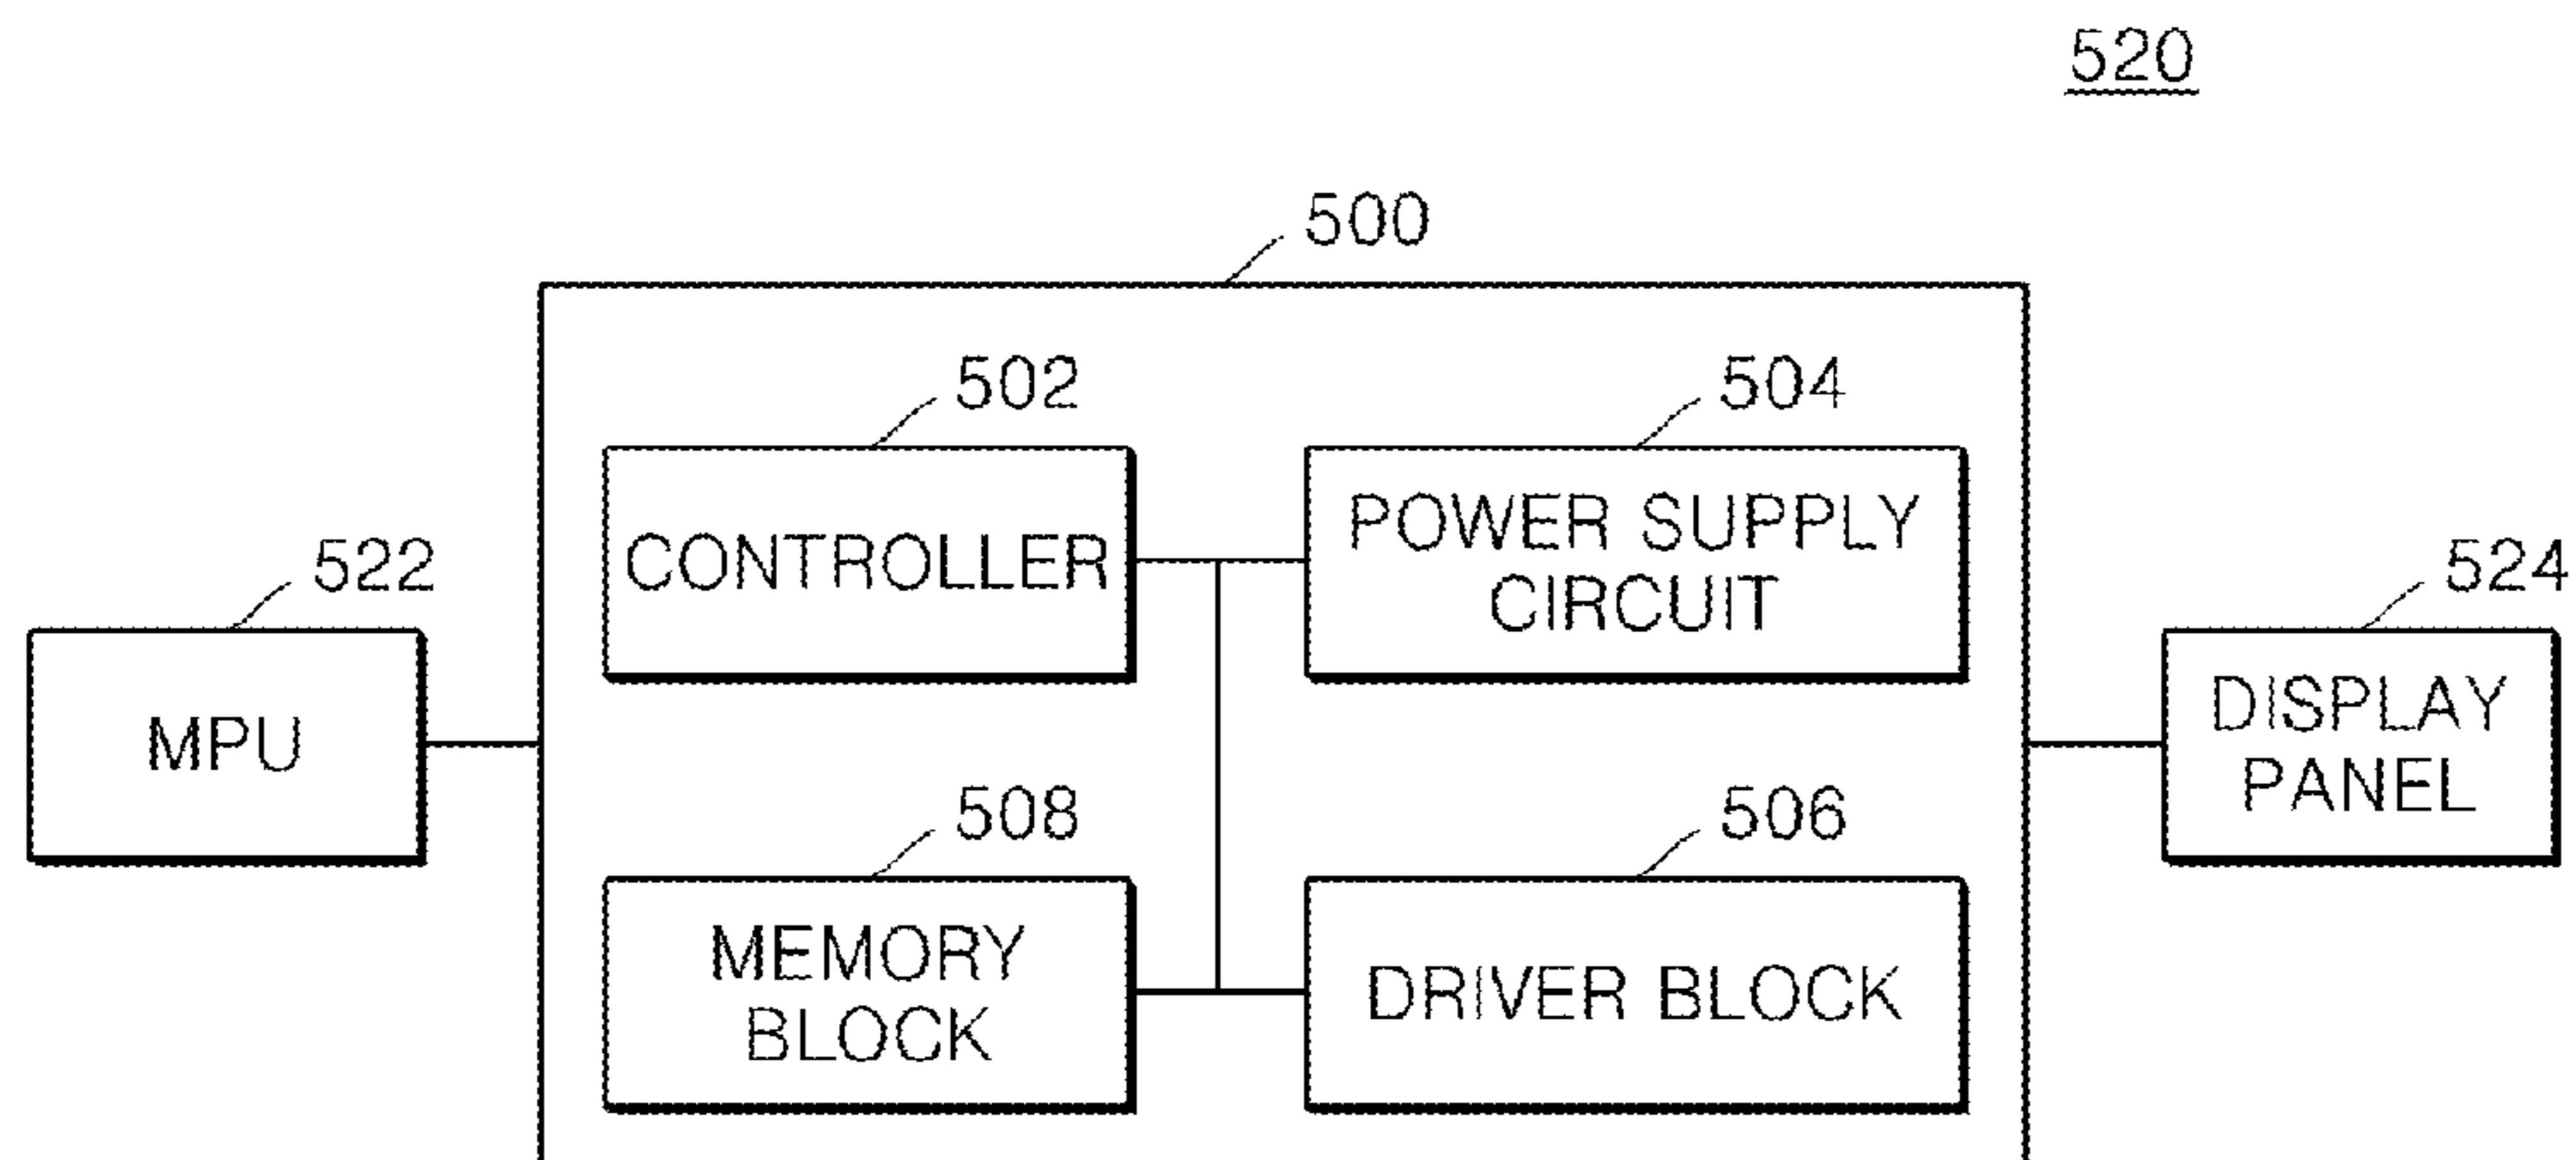 520
500
502
504
CONTROLLER
POWER SUPPLY
CIRCUIT
522
MPU
524
DISPLAY
PANEL
508
506
MEMORY
BLOCK
DRIVER BLOCK